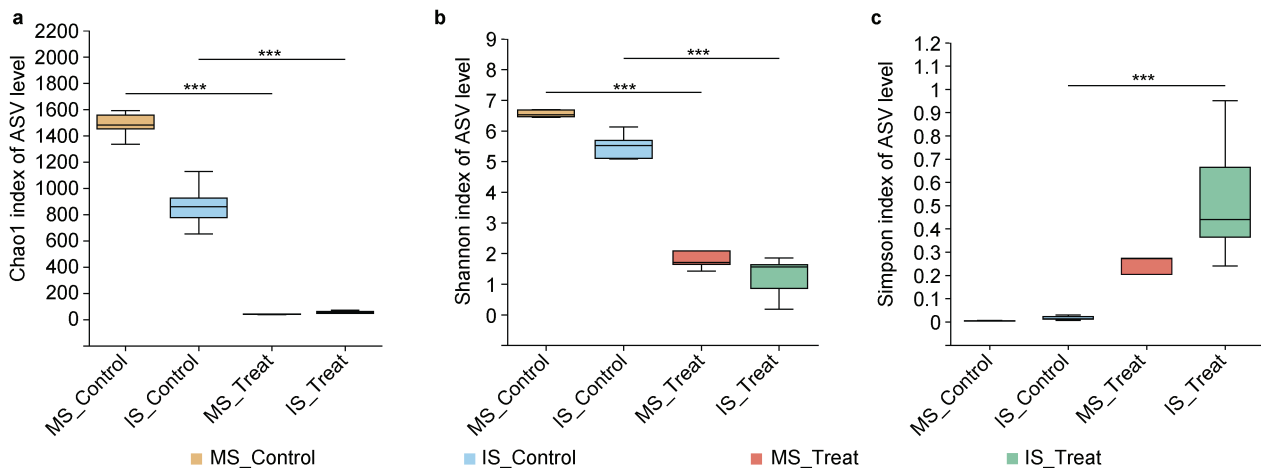 a
Chao1 index of ASV level
2200
2000
1800
1600
1400
1200
1000
800
600
400
200
0
***
***
MS_Control
IS_Control
MS_Treat
IS_Treat
b
Shannon index of ASV level
9
8
7
6
5
4
3
2
1
0
***
***
MS_Control
IS_Control
MS_Treat
IS_Treat
c
Simpson index of ASV level
1.2
1.1
1
0.9
0.8
0.7
0.6
0.5
0.4
0.3
0.2
0.1
0
***
MS_Control
IS_Control
MS_Treat
IS_Treat
MS_Control
IS_Control
MS_Treat
IS_Treat